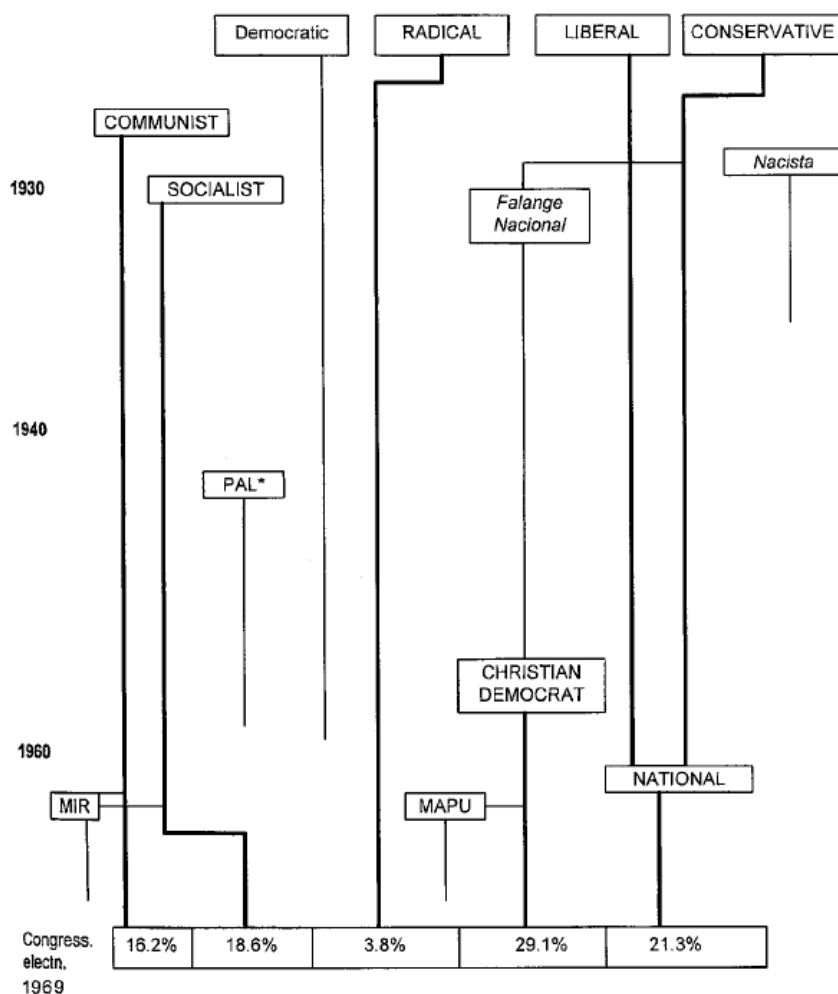 Democratic
RADICAL
LIBERAL
CONSERVATIVE
COMMUNIST
Nacista
1930
SOCIALIST
Falange
Nacional
1940
PAL*
CHRISTIAN
DEMOCRAT
1960
NATIONAL
MIR
MAPU
Congress.
electn.
1969
16.2%
18.6%
3.8%
29.1%
21.3%